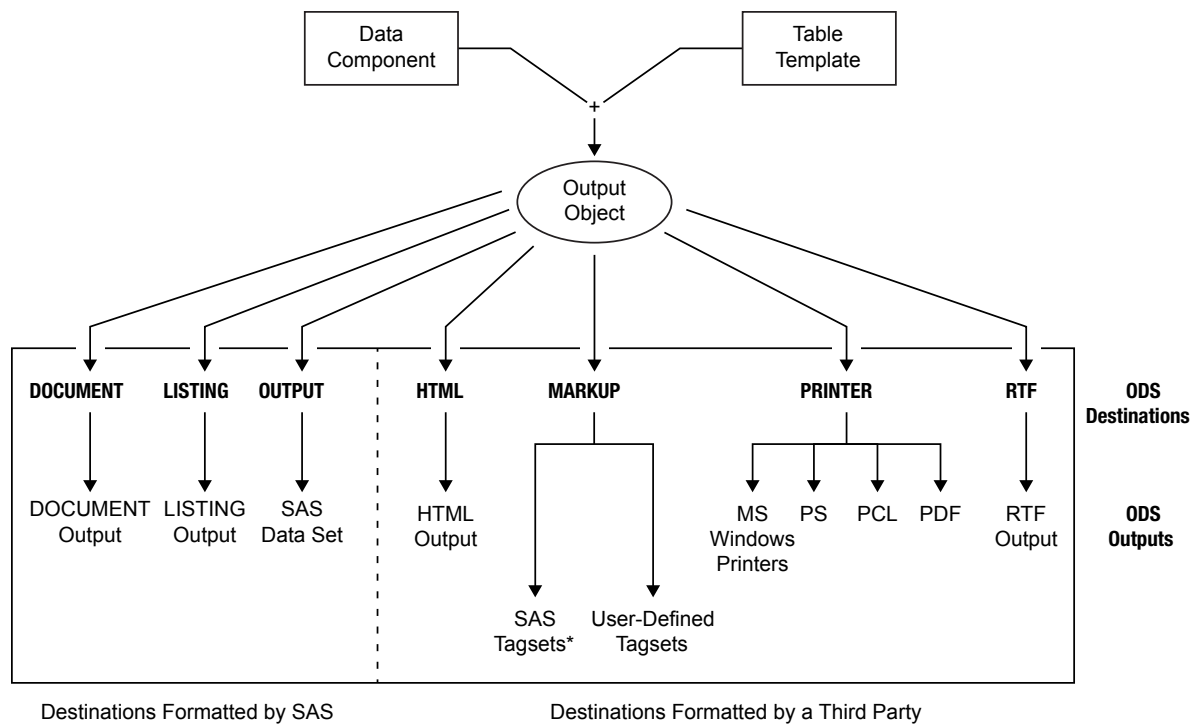 Data
Component
Table
Template
+
Output
Object
DOCUMENT
LISTING
OUTPUT
HTML
MARKUP
PRINTER
RTF
ODS
Destinations
DOCUMENT
Output
LISTING
Output
SAS
Data Set
HTML
Output
MS
Windows
Printers
PS
PCL
PDF
RTF
Output
ODS
Outputs
SAS
Tagsets*
User-Defined
Tagsets
Destinations Formatted by SAS
Destinations Formatted by a Third Party